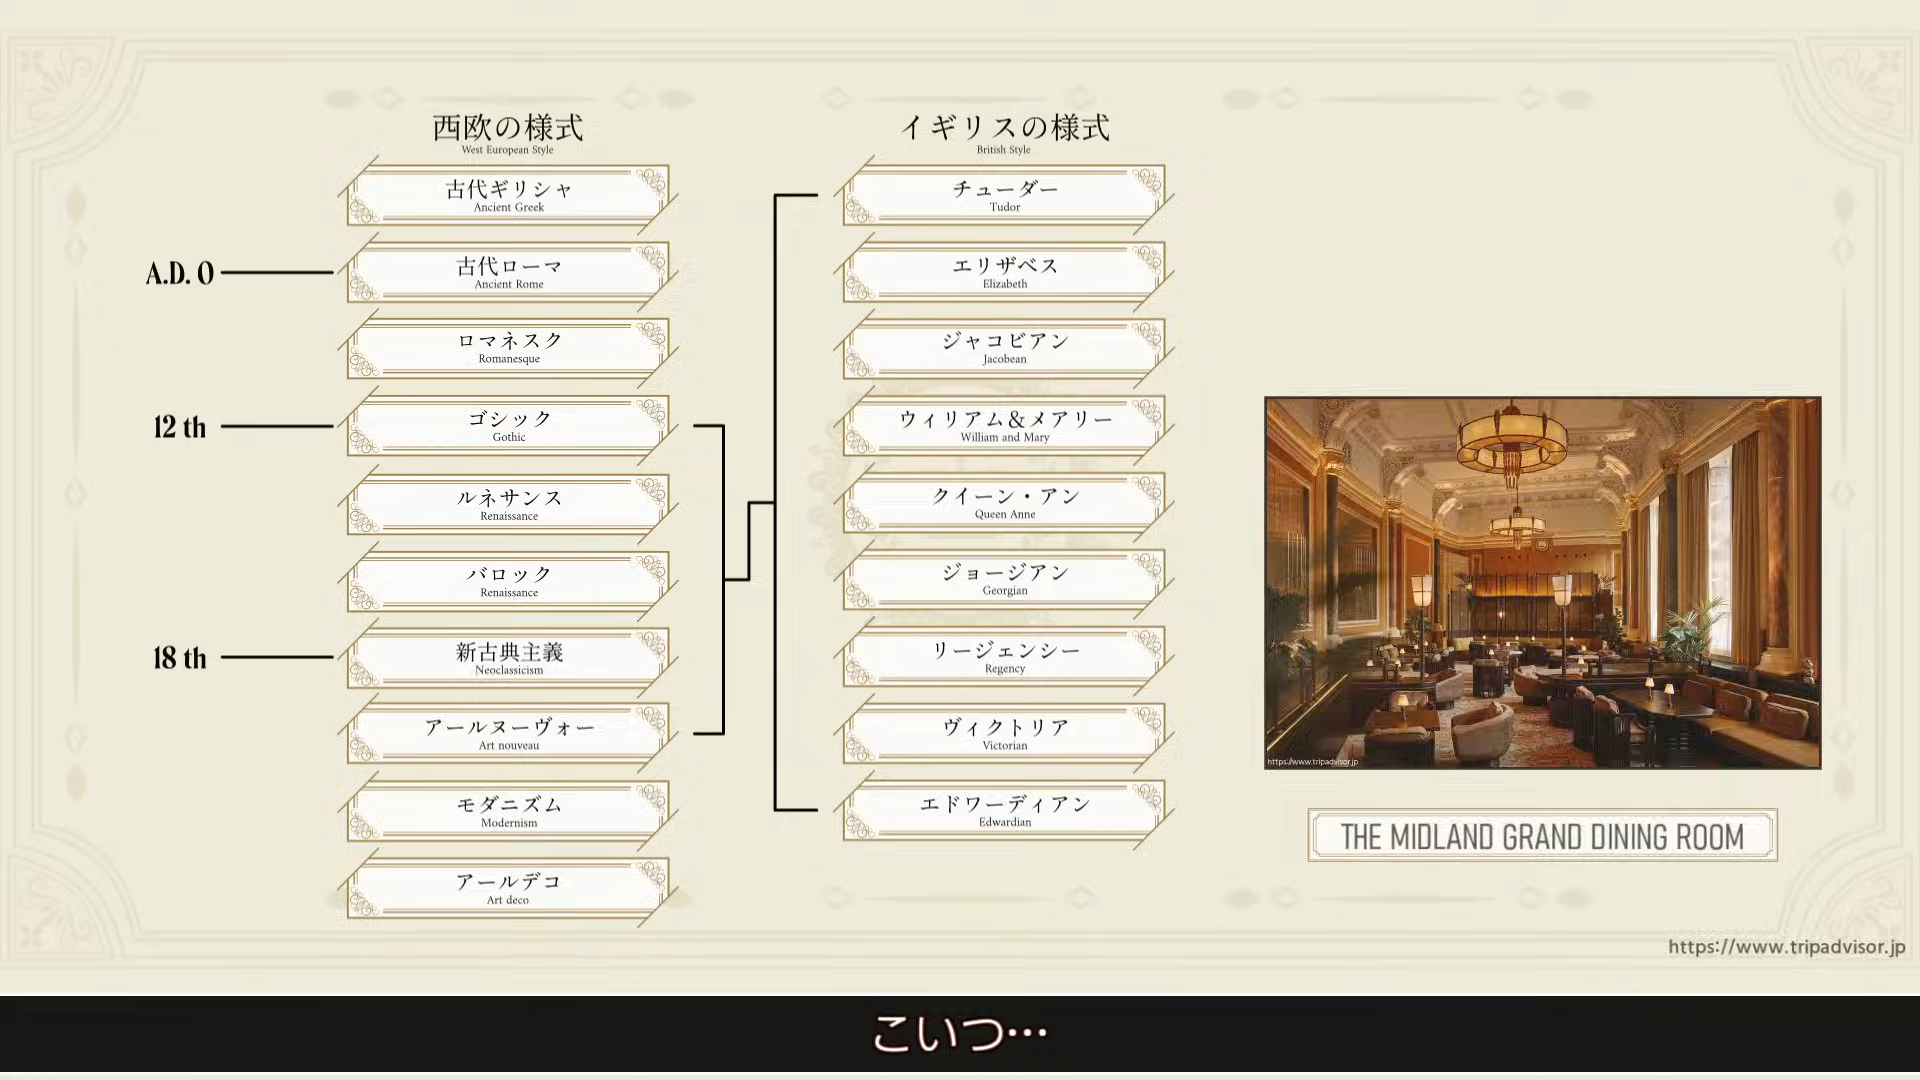 西欧の様式
West European Style
古代ギリシャ
Ancient Greek
A.D. 0
古代ローマ
Ancient Rome
ロマネスク
Romanesque
12 th
ゴシック
Gothic
ルネサンス
Renaissance
バロック
Renaissance
18 th
新古典主義
Neoclassicism
アールヌーヴォー
Art nouveau
モダニズム
Modernism
アールデコ
Art deco
イギリスの様式
British Style
チューダー
Tudor
エリザベス
Elizabeth
ジャコビアン
Jacobean
ウィリアム&メアリー
William and Mary
クイーン・アン
Queen Anne
ジョージアン
Georgian
リージェンシー
Regency
ヴィクトリア
Victorian
エドワーディアン
Edwardian
https://www.tripadvisor.jp
THE MIDLAND GRAND DINING ROOM
https://www.tripadvisor.jp
こいつ…